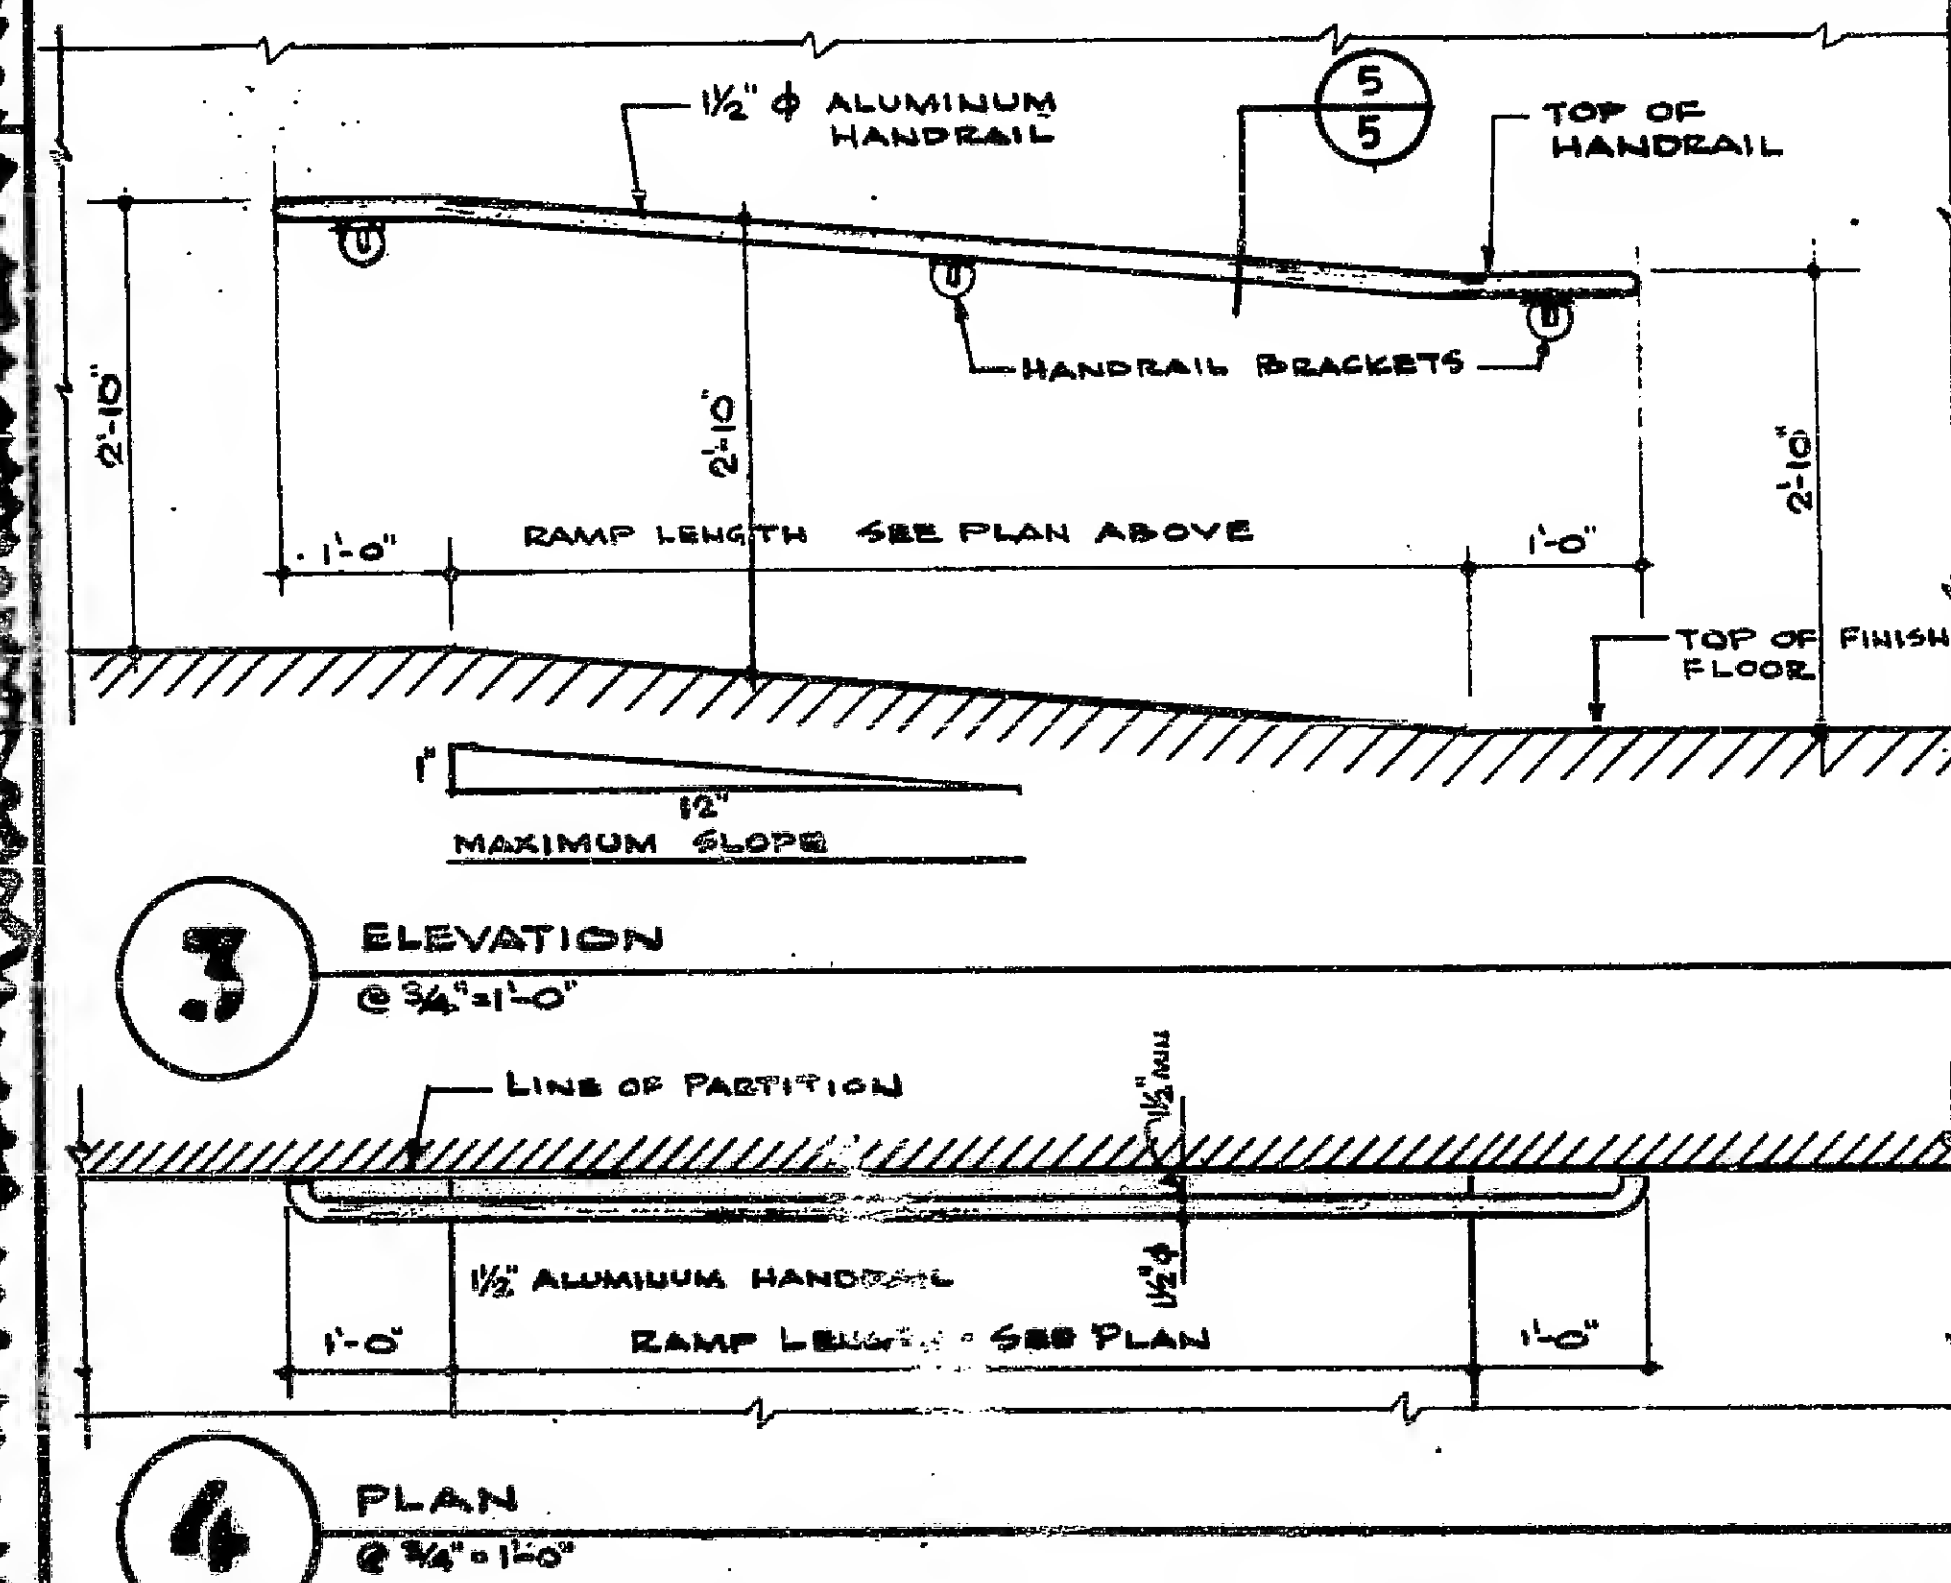 1½" ϕ ALUMINUM
HANDRAIL
5
5
TOP OF
HANDRAIL
HANDRAIL BRACKETS
2'-10"
2'-10"
2'-10"
1'-0"
RAMP LENGTH SEE PLAN ABOVE
1'-0"
TOP OF FINISH
FLOOR
1"
12"
MAXIMUM SLOPE
3
ELEVATION
@ ¾"=1'-0"
LINE OF PARTITION
1½" MIN
1½" ALUMINUM HANDRAIL
1½" ϕ
1'-0"
RAMP LENGTH - SEE PLAN
1'-0"
4
PLAN
@ ¾" = 1'-0"